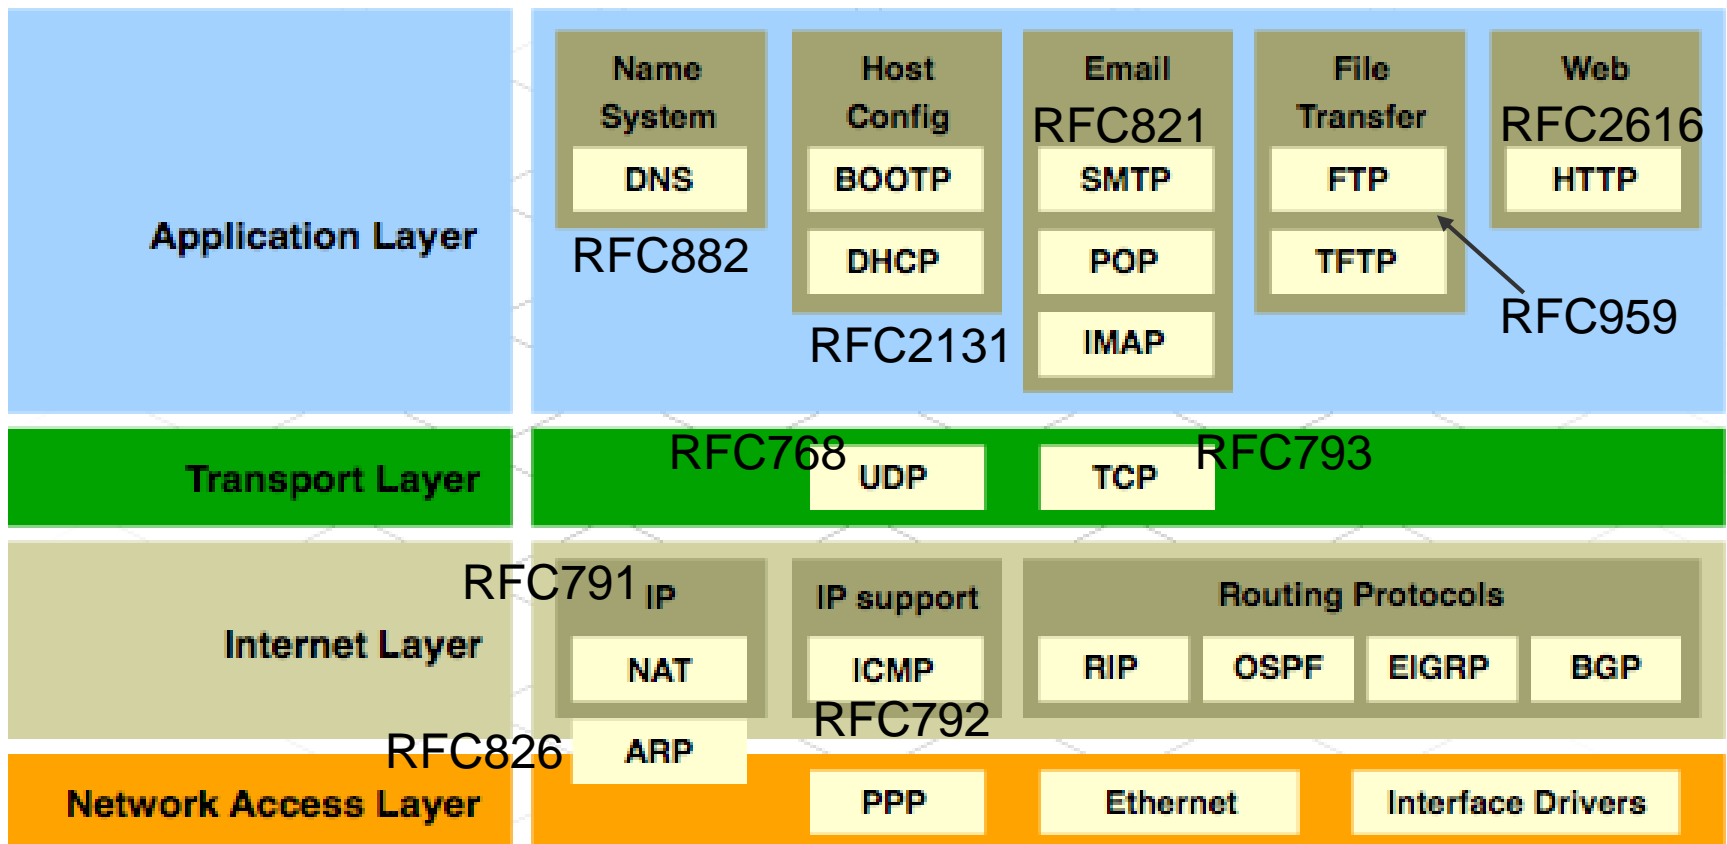 Application Layer
Name
System
DNS
RFC882
Host
Config
BOOTP
DHCP
RFC2131
Email
RFC821
SMTP
POP
IMAP
File
Transfer
FTP
TFTP
RFC959
Web
RFC2616
HTTP
Transport Layer
RFC768
UDP
TCP
RFC793
Internet Layer
RFC791
IP
NAT
IP support
ICMP
RFC792
Routing Protocols
RIP
OSPF
EIGRP
BGP
RFC826
ARP
Network Access Layer
PPP
Ethernet
Interface Drivers